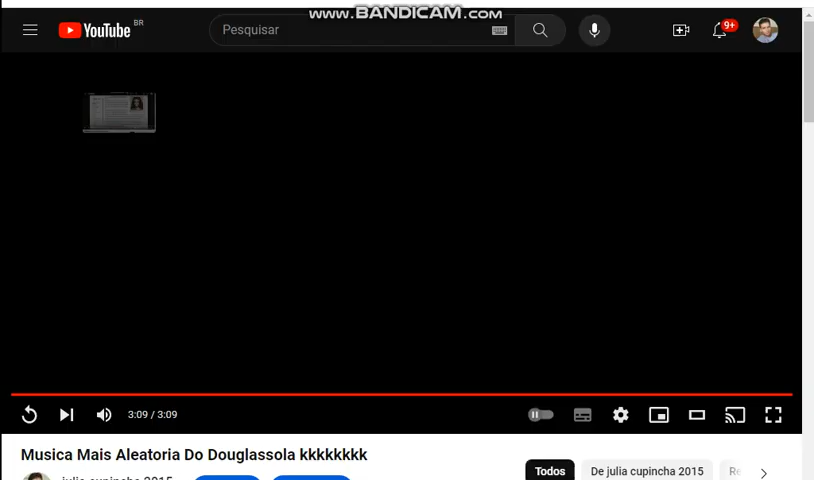 www.BANDICAM.com
YouTube BR
Pesquisar
9+
3:09 / 3:09
Musica Mais Aleatoria Do Douglassola kkkkkkkk
julia cupincha 2015
Todos
De julia cupincha 2015
Re